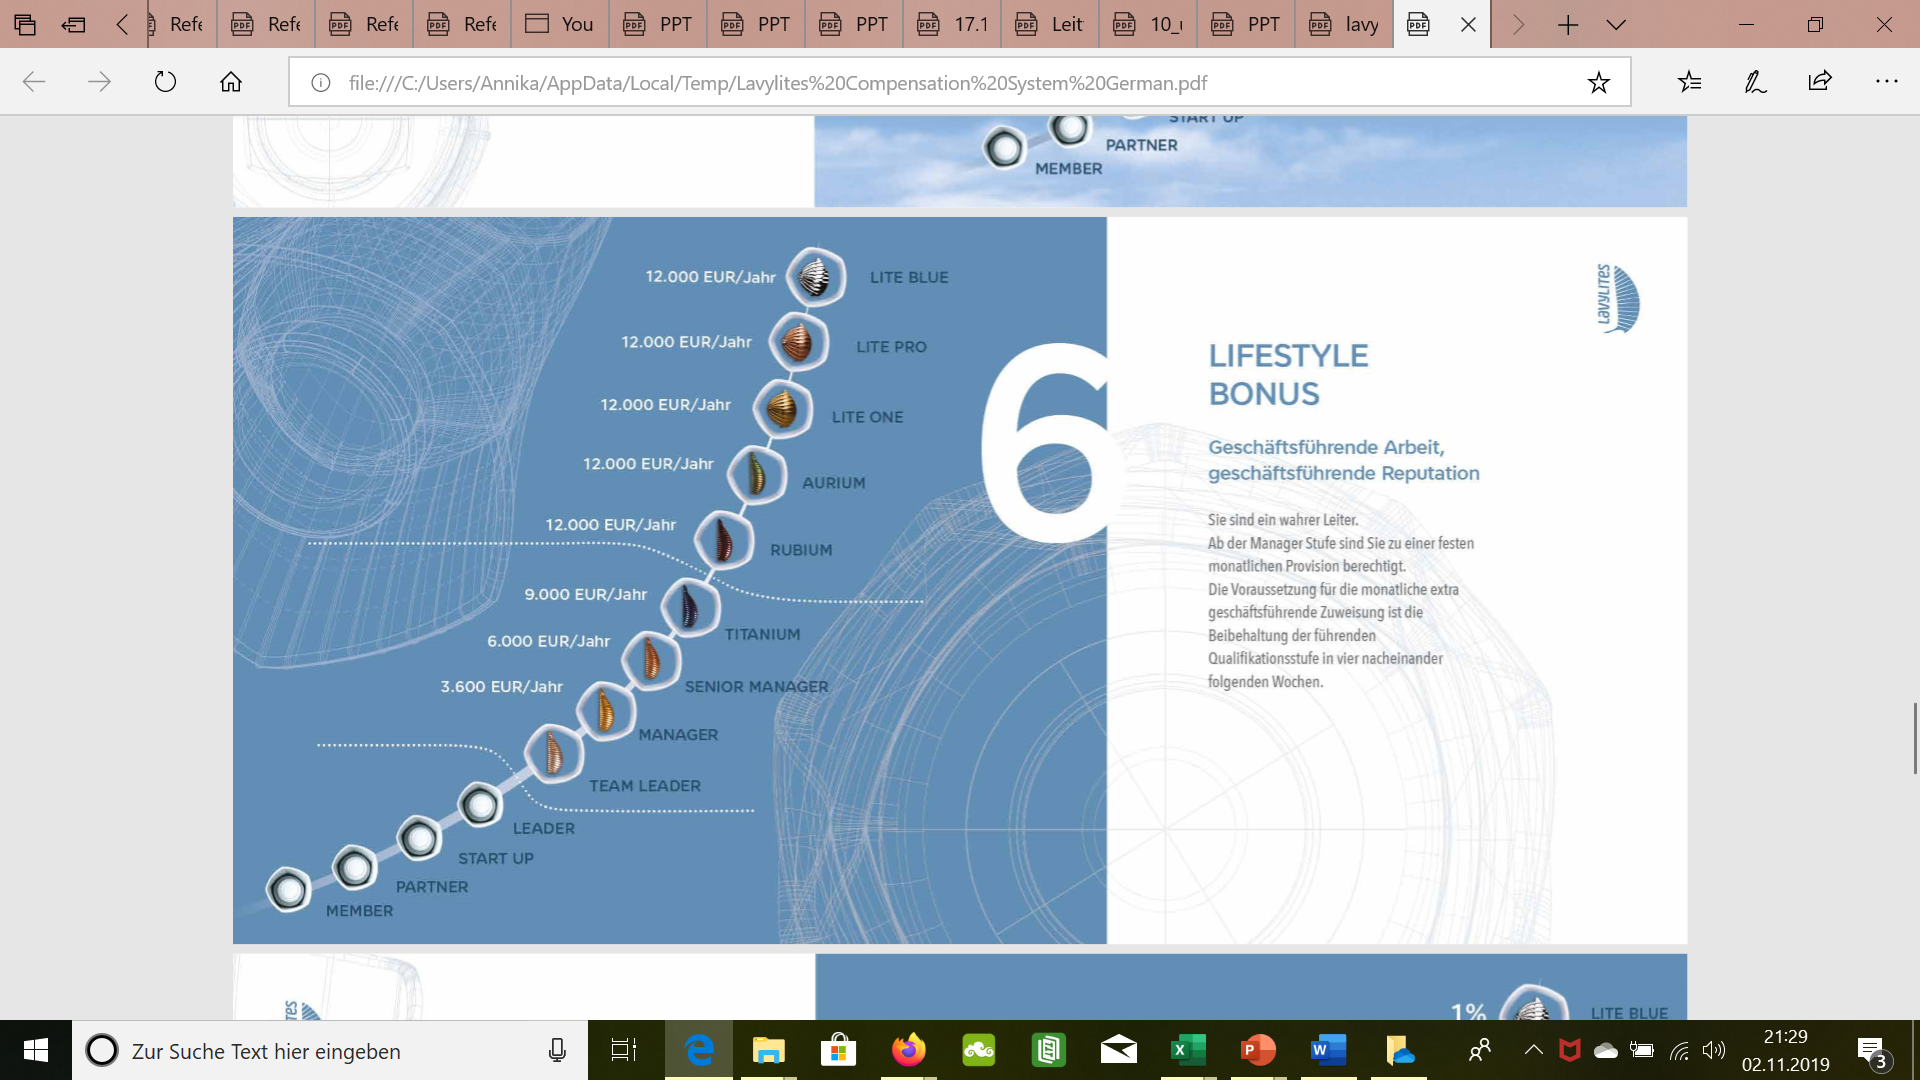 Refe
Refe
Refe
Refe
You
PPT
PPT
PPT
17.1
Leit
10_
PPT
lavy
file:///C:/Users/Annika/AppData/Local/Temp/Lavylites%20Compensation%20System%20German.pdf
START UP
PARTNER
MEMBER
12.000 EUR/Jahr LITE BLUE
12.000 EUR/Jahr LITE PRO
12.000 EUR/Jahr LITE ONE
12.000 EUR/Jahr AURIUM
12.000 EUR/Jahr RUBIUM
9.000 EUR/Jahr TITANIUM
6.000 EUR/Jahr SENIOR MANAGER
3.600 EUR/Jahr MANAGER
TEAM LEADER
LEADER
START UP
PARTNER
MEMBER
6
LAVYLITES
LIFESTYLE
BONUS
Geschäftsführende Arbeit,
geschäftsführende Reputation
Sie sind ein wahrer Leiter.
Ab der Manager Stufe sind Sie zu einer festen
monatlichen Provision berechtigt.
Die Voraussetzung für die monatliche extra
geschäftsführende Zuweisung ist die
Beibehaltung der führenden
Qualifikationsstufe in vier nacheinander
folgenden Wochen.
ites
1% LITE BLUE
Zur Suche Text hier eingeben
21:29
02.11.2019
3